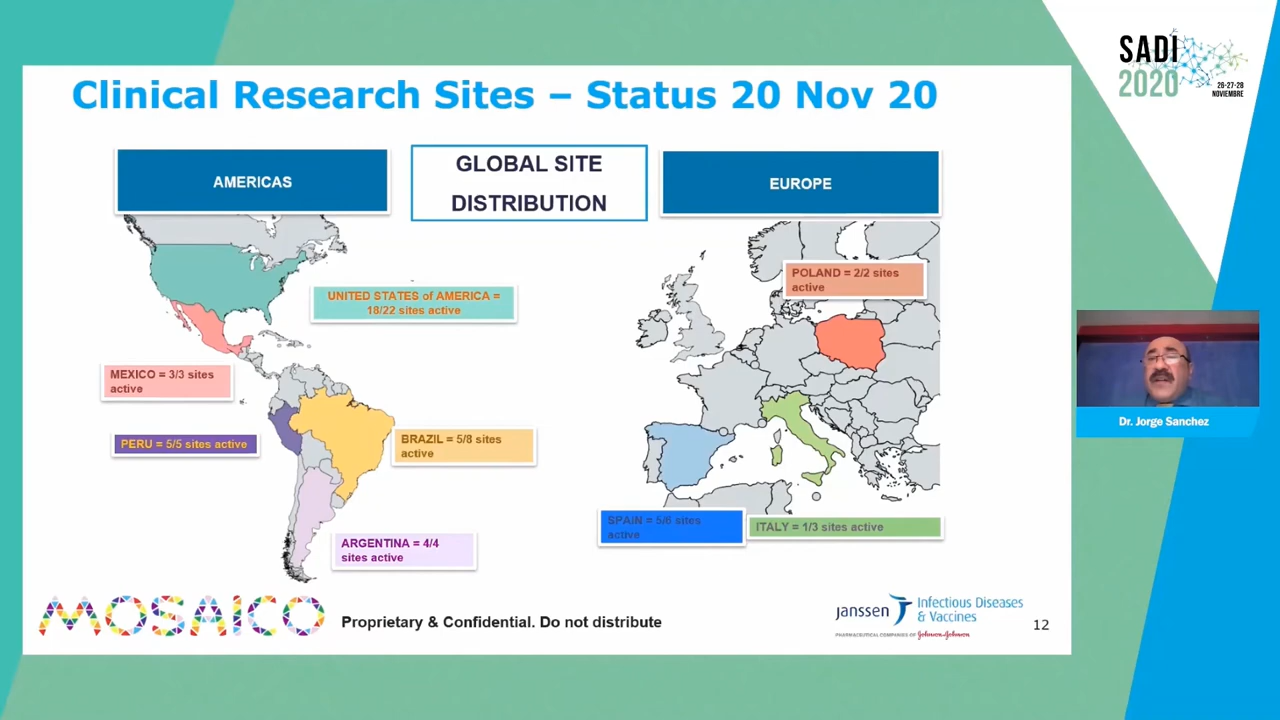 Clinical Research Sites – Status 20 Nov 20
SADI
2020
26-27-28
NOVIEMBRE
AMERICAS
GLOBAL SITE
DISTRIBUTION
EUROPE
POLAND = 2/2 sites
active
UNITED STATES of AMERICA =
18/22 sites active
MEXICO = 3/3 sites
active
PERU = 5/5 sites active
BRAZIL = 5/8 sites
active
Dr. Jorge Sanchez
SPAIN = 5/6 sites
active
ITALY = 1/3 sites active
ARGENTINA = 4/4
sites active
MOSAICO
Proprietary & Confidential. Do not distribute
janssen
Infectious Diseases
& Vaccines
PHARMACEUTICAL COMPANIES OF Johnson & Johnson
12